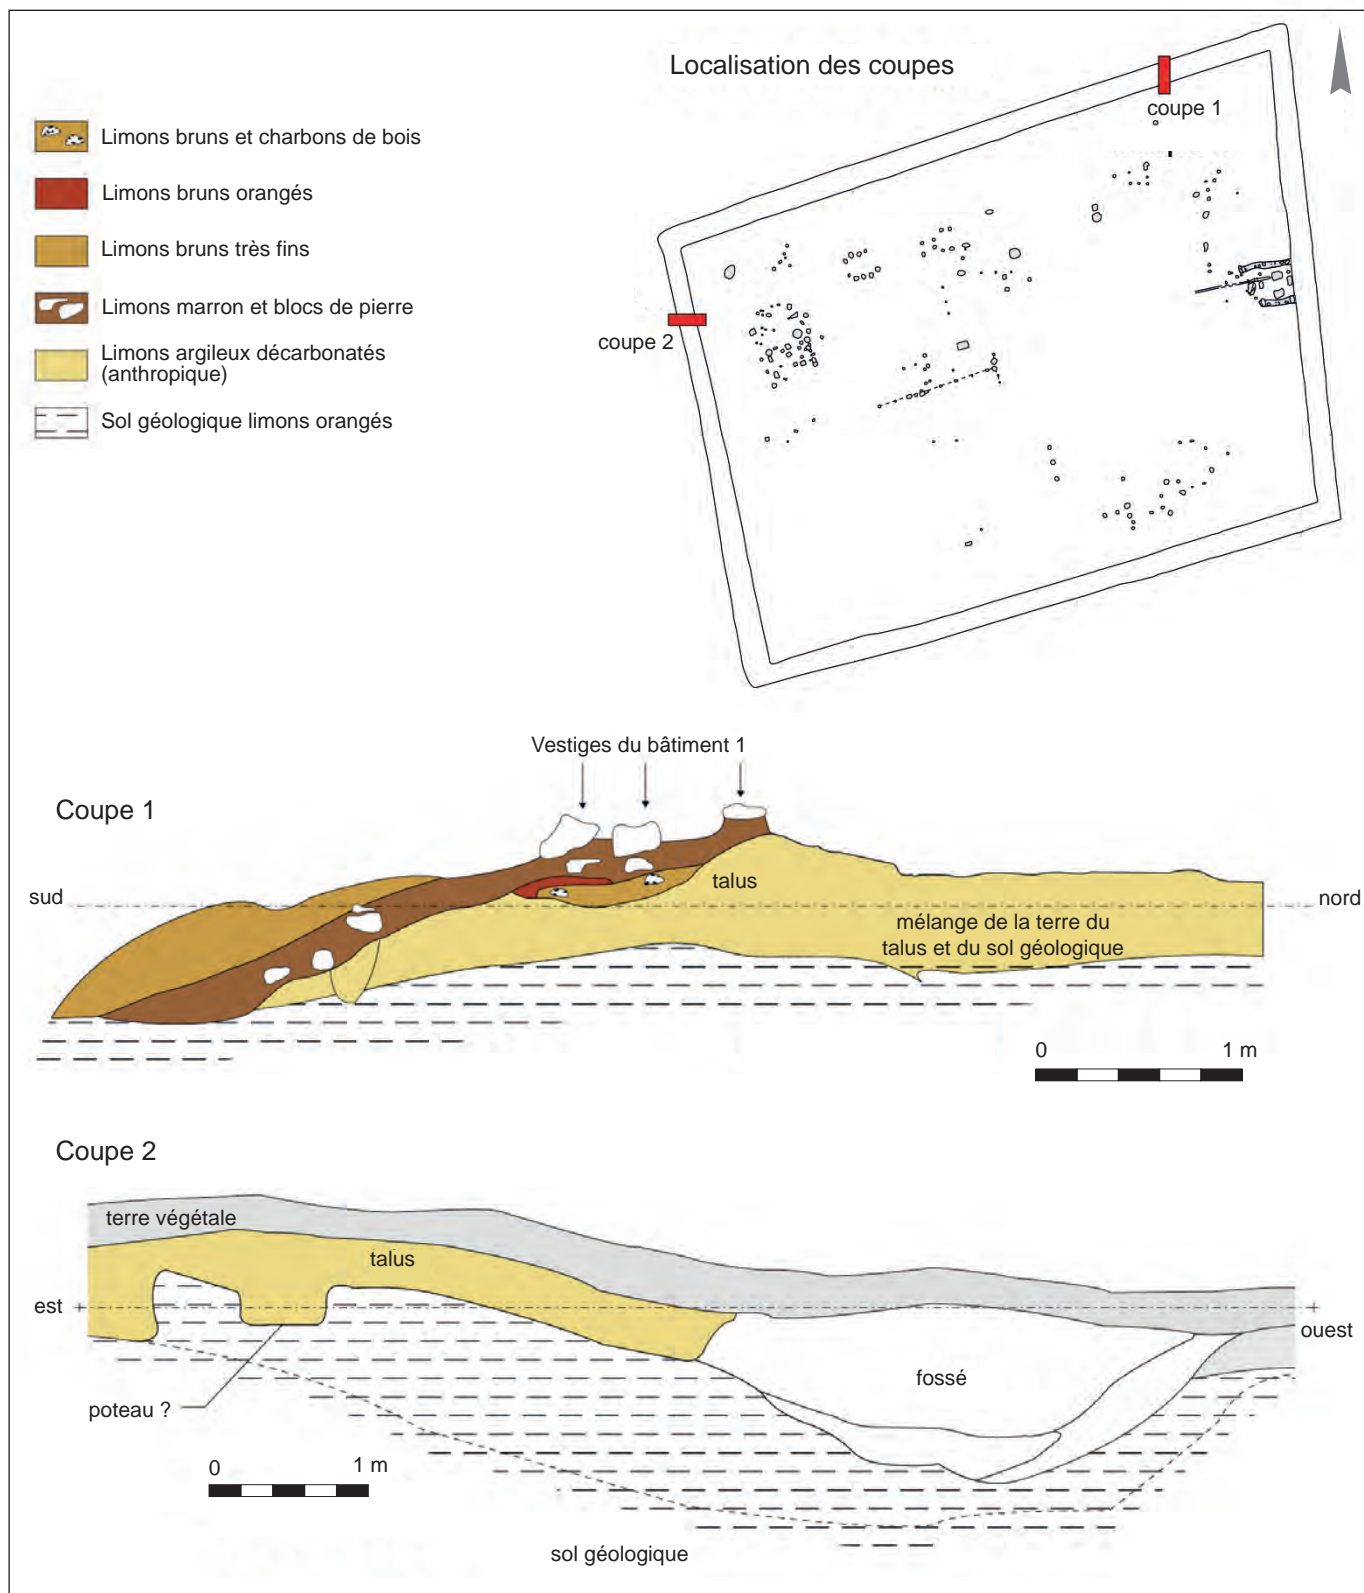 Localisation des coupes
coupe 1
coupe 2
Limons bruns et charbons de bois
Limons bruns orangés
Limons bruns très fins
Limons marron et blocs de pierre
Limons argileux décarbonatés
(anthropique)
Sol géologique limons orangés
Vestiges du bâtiment 1
Coupe 1
sud
talus
nord
mélange de la terre du
talus et du sol géologique
0 1 m
Coupe 2
terre végétale
talus
est
ouest
fossé
poteau ?
0 1 m
sol géologique